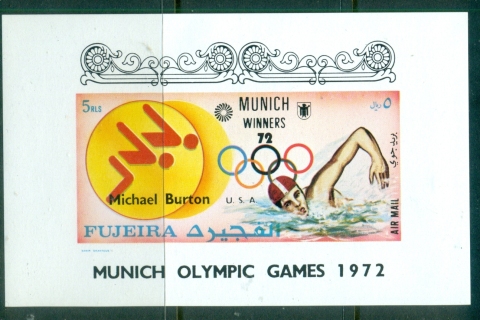 5 RLS
MUNICH
WINNERS
72
٥ ريال
بريد جوي
AIR MAIL
Michael Burton U.S.A
FUJEIRA الفجيرة
MUNICH OLYMPIC GAMES 1972